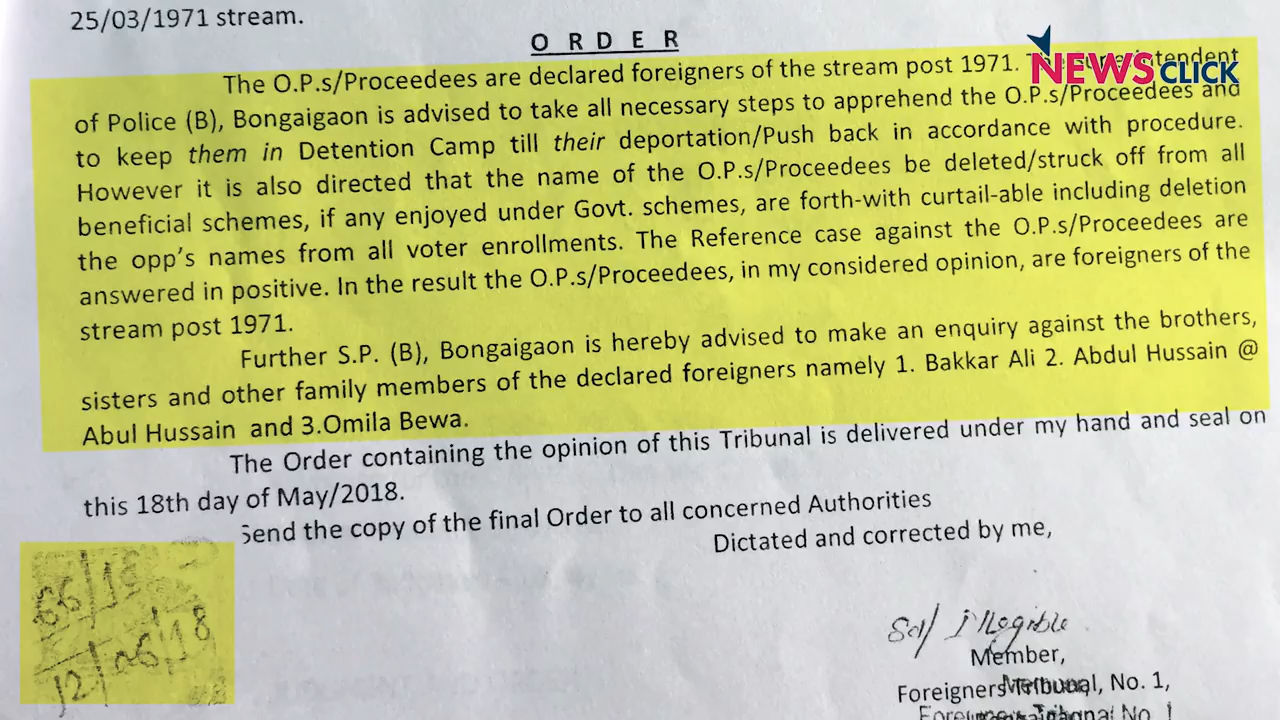 25/03/1971 stream.
O R D E R
NEWSCLICK
The O.P.s/Proceedees are declared foreigners of the stream post 1971.
of Police (B), Bongaigaon is advised to take all necessary steps to apprehend the O.P.s/Proceedees and
to keep them in Detention Camp till their deportation/Push back in accordance with procedure.
However it is also directed that the name of the O.P.s/Proceedees be deleted/struck off from all
beneficial schemes, if any enjoyed under Govt. schemes, are forth-with curtail-able including deletion
the opp's names from all voter enrollments. The Reference case against the O.P.s/Proceedees are
answered in positive. In the result the O.P.s/Proceedees, in my considered opinion, are foreigners of the
stream post 1971.
Further S.P. (B), Bongaigaon is hereby advised to make an enquiry against the brothers,
sisters and other family members of the declared foreigners namely 1. Bakkar Ali 2. Abdul Hussain @
Abul Hussain and 3.Omila Bewa.
The Order containing the opinion of this Tribunal is delivered under my hand and seal on
this 18th day of May/2018.
Send the copy of the final Order to all concerned Authorities
Dictated and corrected by me,
Sd/ Illegible
Member,
Foreigners Tribunal, No. 1,